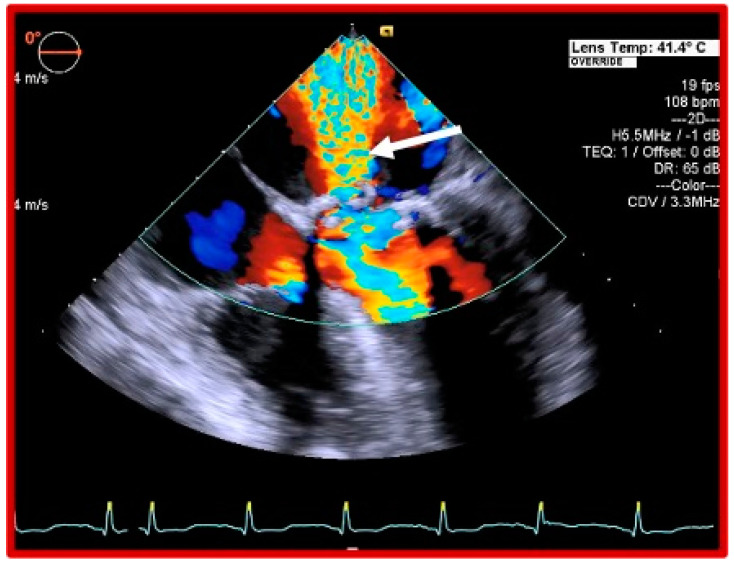 0°
4 m/s
4 m/s
Lens Temp: 41.4° C
OVERRIDE
19 fps
108 bpm
---2D---
H5.5MHz / -1 dB
TEQ: 1 / Offset: 0 dB
DR: 65 dB
---Color---
CDV / 3.3MHz